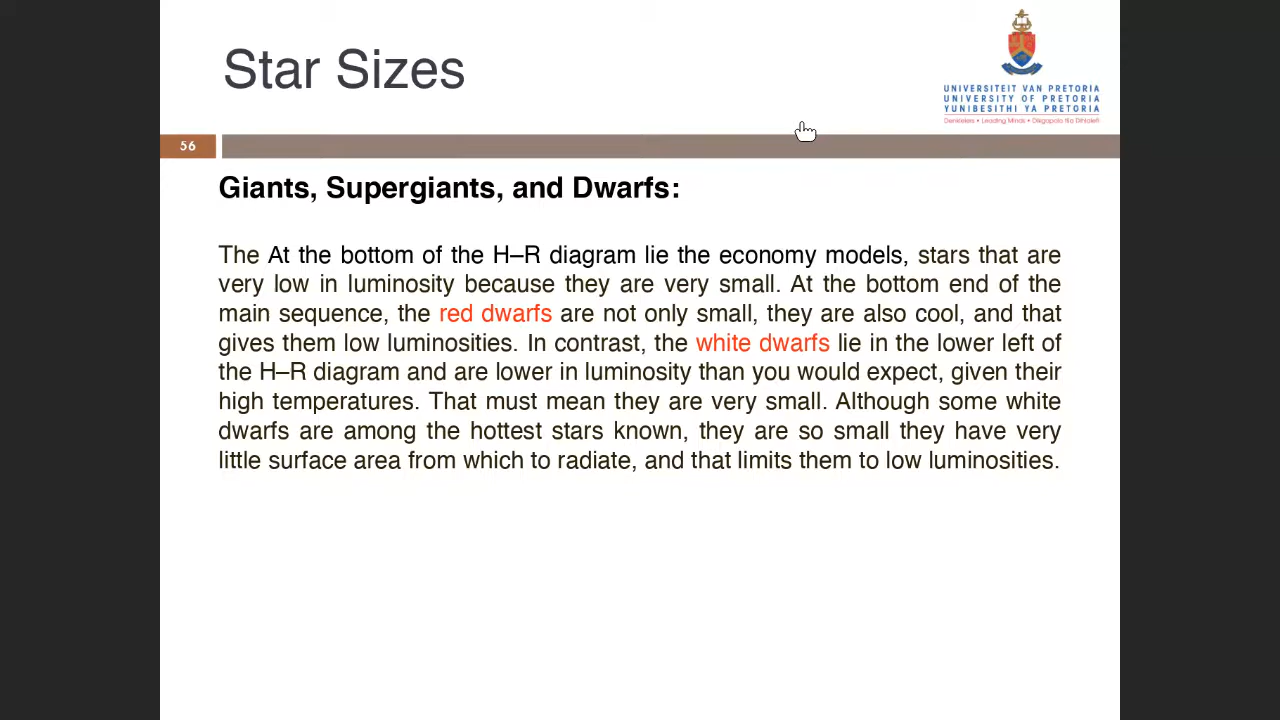 Star Sizes
UNIVERSITEIT VAN PRETORIA
UNIVERSITY OF PRETORIA
YUNIBESITHI YA PRETORIA
Denkleiers • Leading Minds • Dikgopolo tša Dihlalefi
56
Giants, Supergiants, and Dwarfs:
The At the bottom of the H–R diagram lie the economy models, stars that are
very low in luminosity because they are very small. At the bottom end of the
main sequence, the red dwarfs are not only small, they are also cool, and that
gives them low luminosities. In contrast, the white dwarfs lie in the lower left of
the H–R diagram and are lower in luminosity than you would expect, given their
high temperatures. That must mean they are very small. Although some white
dwarfs are among the hottest stars known, they are so small they have very
little surface area from which to radiate, and that limits them to low luminosities.